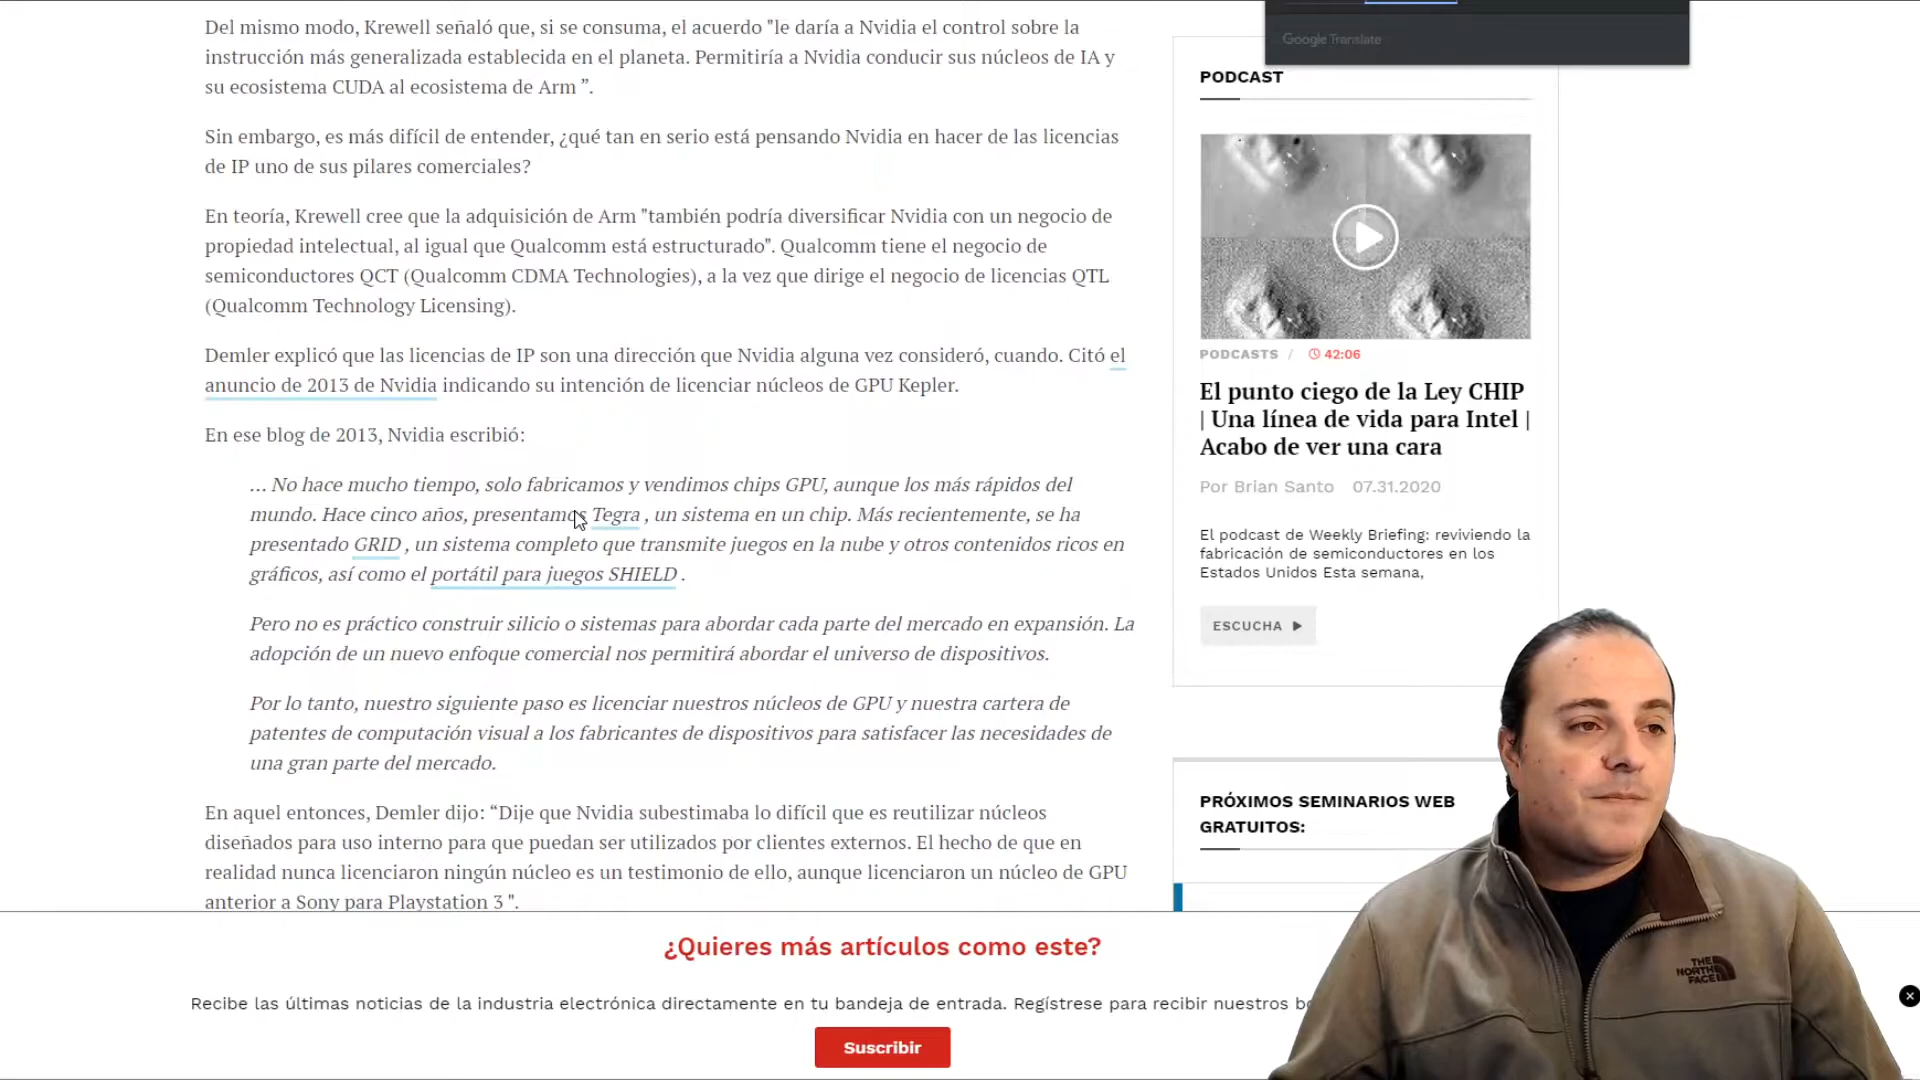 Del mismo modo, Krewell señaló que, si se consuma, el acuerdo "le daría a Nvidia el control sobre la
instrucción más generalizada establecida en el planeta. Permitiría a Nvidia conducir sus núcleos de IA y
su ecosistema CUDA al ecosistema de Arm ”.
Sin embargo, es más difícil de entender, ¿qué tan en serio está pensando Nvidia en hacer de las licencias
de IP uno de sus pilares comerciales?
En teoría, Krewell cree que la adquisición de Arm "también podría diversificar Nvidia con un negocio de
propiedad intelectual, al igual que Qualcomm está estructurado". Qualcomm tiene el negocio de
semiconductores QCT (Qualcomm CDMA Technologies), a la vez que dirige el negocio de licencias QTL
(Qualcomm Technology Licensing).
Demler explicó que las licencias de IP son una dirección que Nvidia alguna vez consideró, cuando. Citó el
anuncio de 2013 de Nvidia indicando su intención de licenciar núcleos de GPU Kepler.
En ese blog de 2013, Nvidia escribió:
… No hace mucho tiempo, solo fabricamos y vendimos chips GPU, aunque los más rápidos del
mundo. Hace cinco años, presentamos Tegra , un sistema en un chip. Más recientemente, se ha
presentado GRID , un sistema completo que transmite juegos en la nube y otros contenidos ricos en
gráficos, así como el portátil para juegos SHIELD .
Pero no es práctico construir silicio o sistemas para abordar cada parte del mercado en expansión. La
adopción de un nuevo enfoque comercial nos permitirá abordar el universo de dispositivos.
Por lo tanto, nuestro siguiente paso es licenciar nuestros núcleos de GPU y nuestra cartera de
patentes de computación visual a los fabricantes de dispositivos para satisfacer las necesidades de
una gran parte del mercado.
En aquel entonces, Demler dijo: “Dije que Nvidia subestimaba lo difícil que es reutilizar núcleos
diseñados para uso interno para que puedan ser utilizados por clientes externos. El hecho de que en
realidad nunca licenciaron ningún núcleo es un testimonio de ello, aunque licenciaron un núcleo de GPU
anterior a Sony para Playstation 3 ".
Google Translate
PODCAST
PODCASTS / 42:06
El punto ciego de la Ley CHIP
| Una línea de vida para Intel |
Acabo de ver una cara
Por Brian Santo 07.31.2020
El podcast de Weekly Briefing: reviviendo la
fabricación de semiconductores en los
Estados Unidos Esta semana,
ESCUCHA
PRÓXIMOS SEMINARIOS WEB
GRATUITOS:
¿Quieres más artículos como este?
Recibe las últimas noticias de la industria electrónica directamente en tu bandeja de entrada. Regístrese para recibir nuestros
Suscribir
THE
NORTH
FACE